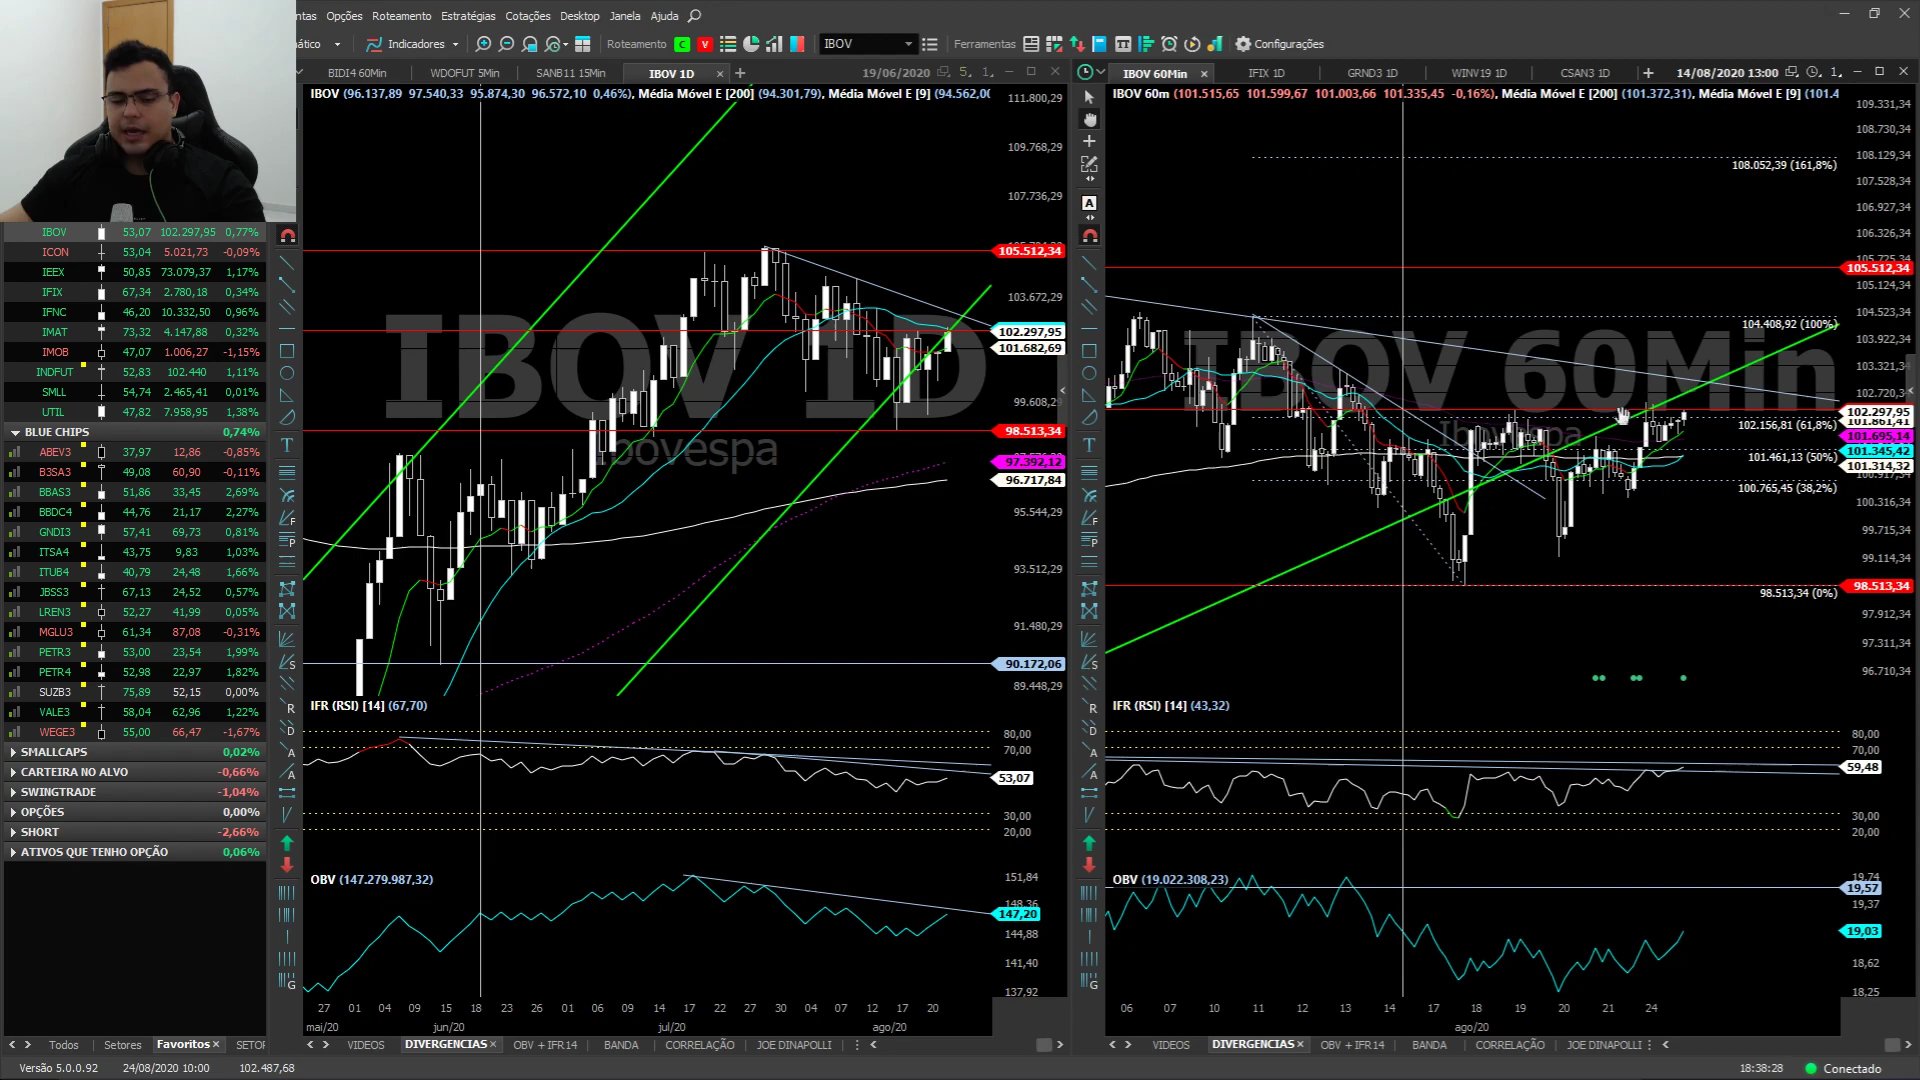 ntas Opções Roteamento Estratégias Cotações Desktop Janela Ajuda
ático Indicadores Roteamento C V IBOV Ferramentas Configurações
BIDI4 60Min WDOFUT 5Min SANB11 15Min IBOV 1D 19/06/2020 5 1
IBOV 60Min IFIX 1D GRND3 1D WINV19 1D CSAN3 1D 14/08/2020 13:00 1
IBOV (96.137,89 97.540,33 95.874,30 96.572,10 0,46%), Média Móvel E [200] (94.301,79), Média Móvel E [9] (94.562,0
IBOV 60m (101.515,65 101.599,67 101.003,66 101.335,45 -0,16%), Média Móvel E [200] (101.372,31), Média Móvel E [9] (101.4
IBOV 53,07 102.297,95 0,77%
ICON 53,04 5.021,73 -0,09%
IEEX 50,85 73.079,37 1,17%
IFIX 67,34 2.780,18 0,34%
IFNC 46,20 10.332,50 0,96%
IMAT 73,32 4.147,88 0,32%
IMOB 47,07 1.006,27 -1,15%
INDFUT 52,83 102.440 1,11%
SMLL 54,74 2.465,41 0,01%
UTIL 47,82 7.958,95 1,38%
BLUE CHIPS 0,74%
ABEV3 37,97 12,86 -0,85%
B3SA3 49,08 60,90 -0,11%
BBAS3 51,86 33,45 2,69%
BBDC4 44,76 21,17 2,27%
GNDI3 57,41 69,73 0,81%
ITSA4 43,75 9,83 1,03%
ITUB4 40,79 24,48 1,66%
JBSS3 67,13 24,52 0,57%
LREN3 52,27 41,99 0,05%
MGLU3 61,34 87,08 -0,31%
PETR3 53,00 23,54 1,99%
PETR4 52,98 22,97 1,82%
SUZB3 75,89 52,15 0,00%
VALE3 58,04 62,96 1,22%
WEGE3 55,00 66,47 -1,67%
SMALLCAPS 0,02%
CARTEIRA NO ALVO -0,66%
SWINGTRADE -1,04%
OPÇÕES 0,00%
SHORT -2,66%
ATIVOS QUE TENHO OPÇÃO 0,06%
IBOV 1D
Ibovespa
111.800,29
109.768,29
107.736,29
105.512,34
103.672,29
102.297,95
101.682,69
99.608,29
98.513,34
97.392,12
96.717,84
95.544,29
93.512,29
91.480,29
90.172,06
89.448,29
IFR (RSI) [14] (67,70)
80,00
70,00
53,07
30,00
20,00
OBV (147.279.987,32)
151,84
148,36
147,20
144,88
141,40
137,92
27 01 04 09 15 18 23 26 01 06 09 14 17 22 27 30 04 07 12 17 20
mai/20 jun/20 jul/20 ago/20
IBOV 60Min
Ibovespa
108.052,39 (161,8%)
104.408,92 (100%)
102.156,81 (61,8%)
101.461,13 (50%)
100.765,45 (38,2%)
98.513,34 (0%)
109.331,34
108.730,34
108.129,34
107.528,34
106.927,34
106.326,34
105.512,34
105.124,34
104.523,34
103.922,34
103.321,34
102.720,34
102.297,95
101.861,41
101.695,14
101.345,42
101.314,32
100.316,34
99.715,34
99.114,34
98.513,34
97.912,34
97.311,34
96.710,34
IFR (RSI) [14] (43,32)
80,00
70,00
59,48
30,00
20,00
OBV (19.022.308,23)
19,74
19,57
19,37
19,03
18,62
18,25
06 07 10 11 12 13 14 17 18 19 20 21 24
ago/20
Todos Setores Favoritos SETOR
VIDEOS DIVERGENCIAS OBV + IFR14 BANDA CORRELAÇÃO JOE DINAPOLLI
VIDEOS DIVERGENCIAS OBV + IFR14 BANDA CORRELAÇÃO JOE DINAPOLLI
Versão 5.0.0.92 24/08/2020 10:00 102.487,68 18:38:28 Conectado